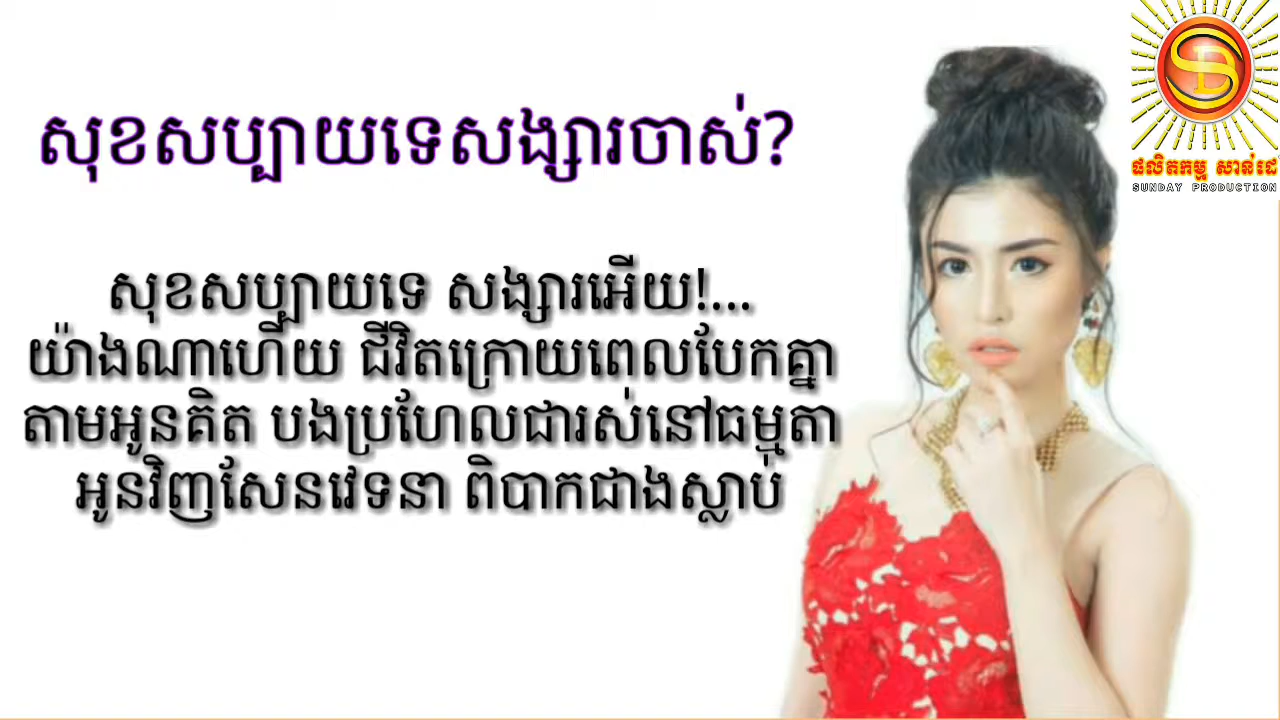 សុខសប្បាយទេសង្សារចាស់?
សុខសប្បាយទេ សង្សារអើយ!...
យ៉ាងណាហើយ ជីវិតក្រោយពេលបែកគ្នា
តាមអូនគិត បងប្រហែលជារស់នៅធម្មតា
អូនវិញសែនវេទនា ពិបាកជាងស្លាប់
SD
ផលិតកម្ម សាន់ដេ
SUNDAY PRODUCTION